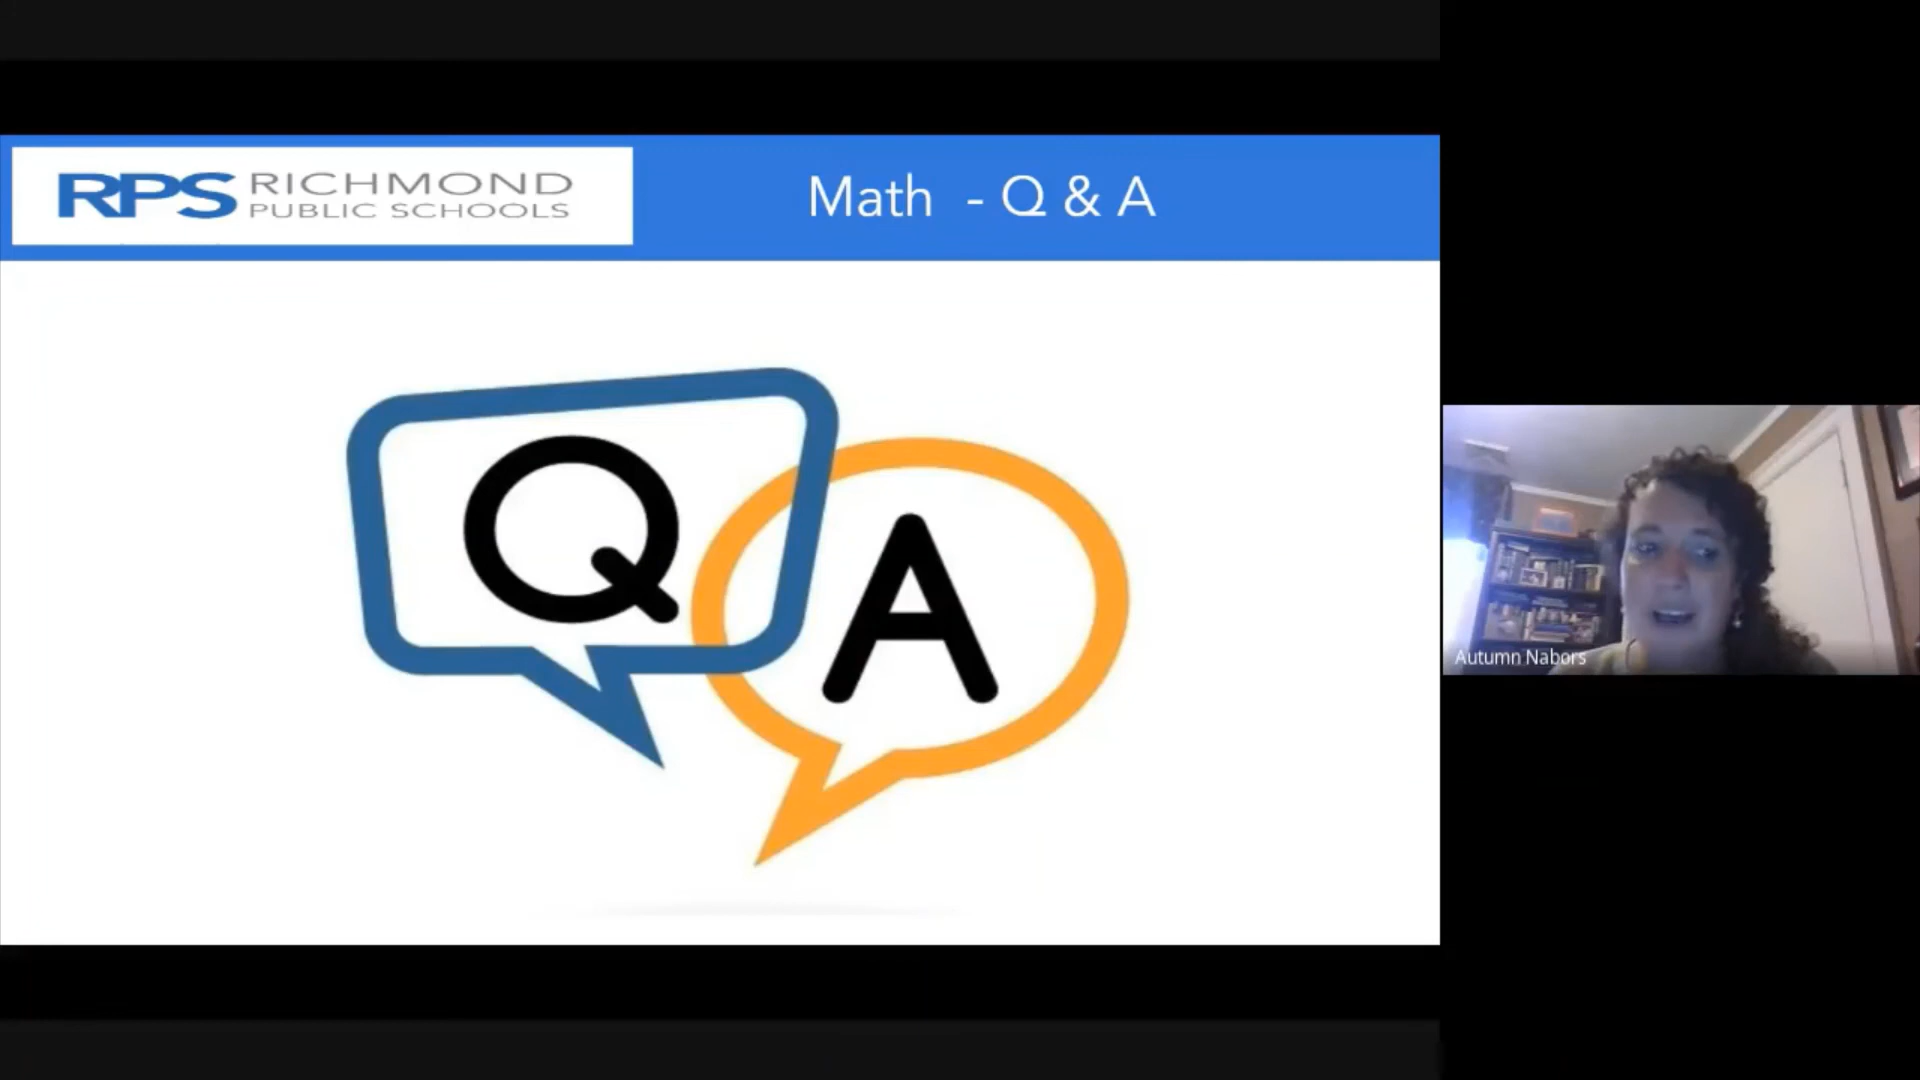 RPS RICHMOND
PUBLIC SCHOOLS
Math - Q & A
Q
A
Autumn Nabors